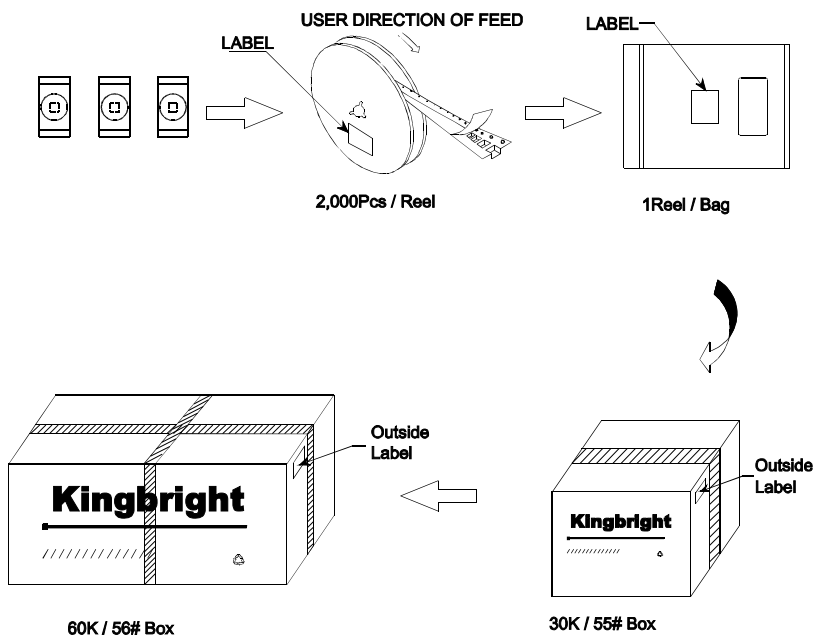 USER DIRECTION OF FEED
LABEL
LABEL
2,000Pcs / Reel
1Reel / Bag
Outside
Label
Kingbright
60K / 56# Box
Outside
Label
Kingbright
30K / 55# Box